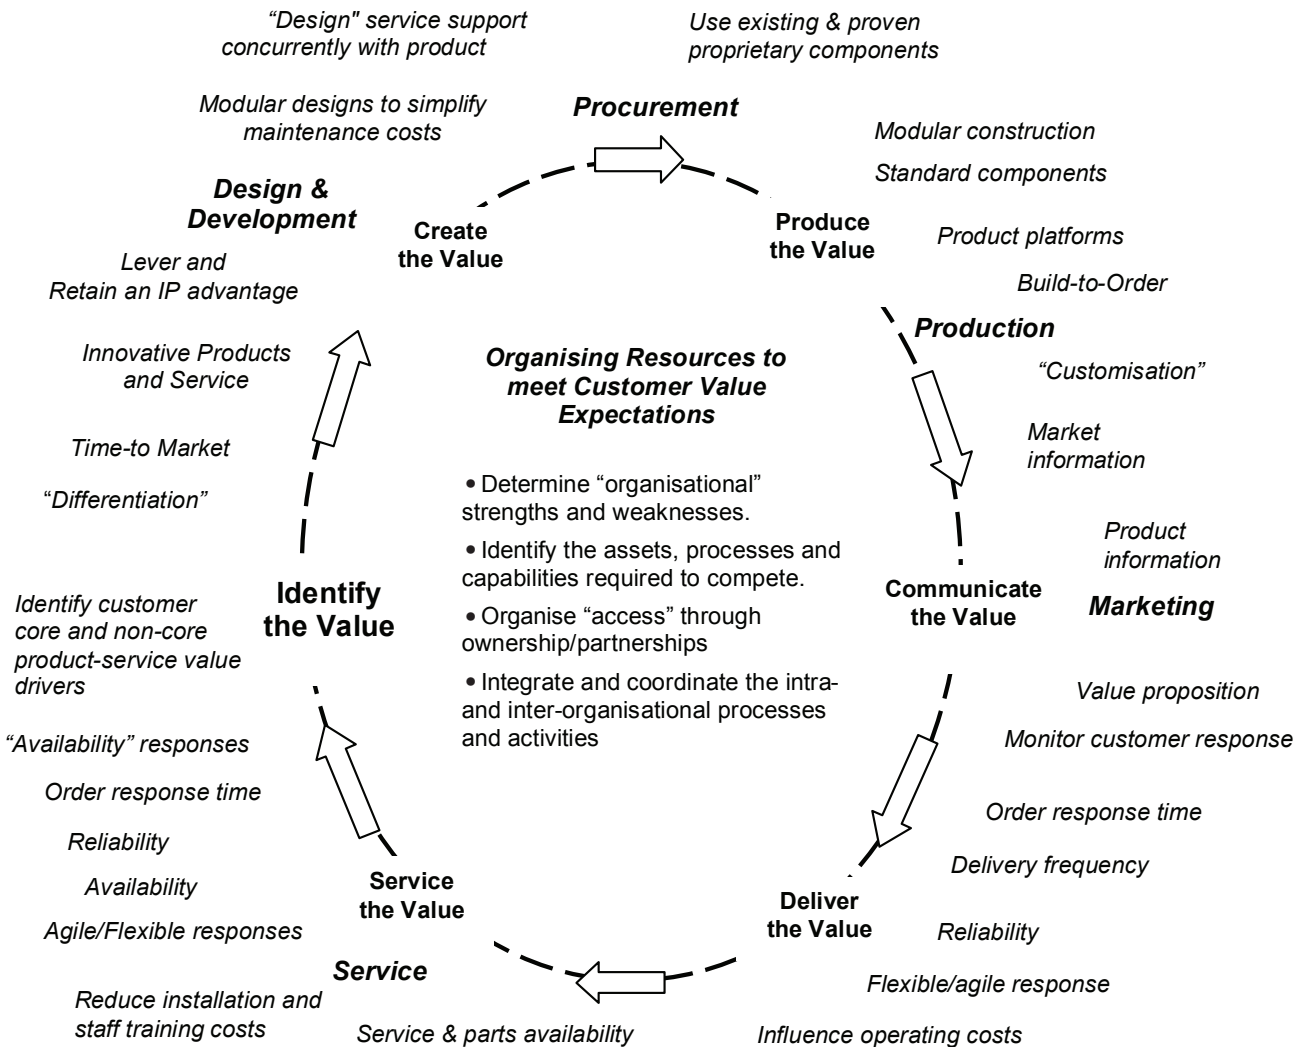 “Design" service support
concurrently with product
Use existing & proven
proprietary components
Modular designs to simplify
maintenance costs
Procurement
Modular construction
Standard components
Design &
Development
Create
the Value
Produce
the Value
Product platforms
Lever and
Retain an IP advantage
Build-to-Order
Production
Innovative Products
and Service
Organising Resources to
meet Customer Value
Expectations
“Customisation”
Time-to Market
Market
information
“Differentiation”
• Determine “organisational”
strengths and weaknesses.
• Identify the assets, processes and
capabilities required to compete.
• Organise “access” through
ownership/partnerships
• Integrate and coordinate the intra-
and inter-organisational processes
and activities
Product
information
Identify
the Value
Communicate
the Value
Marketing
Identify customer
core and non-core
product-service value
drivers
Value proposition
“Availability” responses
Monitor customer response
Order response time
Order response time
Reliability
Delivery frequency
Availability
Service
the Value
Deliver
the Value
Agile/Flexible responses
Reliability
Service
Flexible/agile response
Reduce installation and
staff training costs
Service & parts availability
Influence operating costs